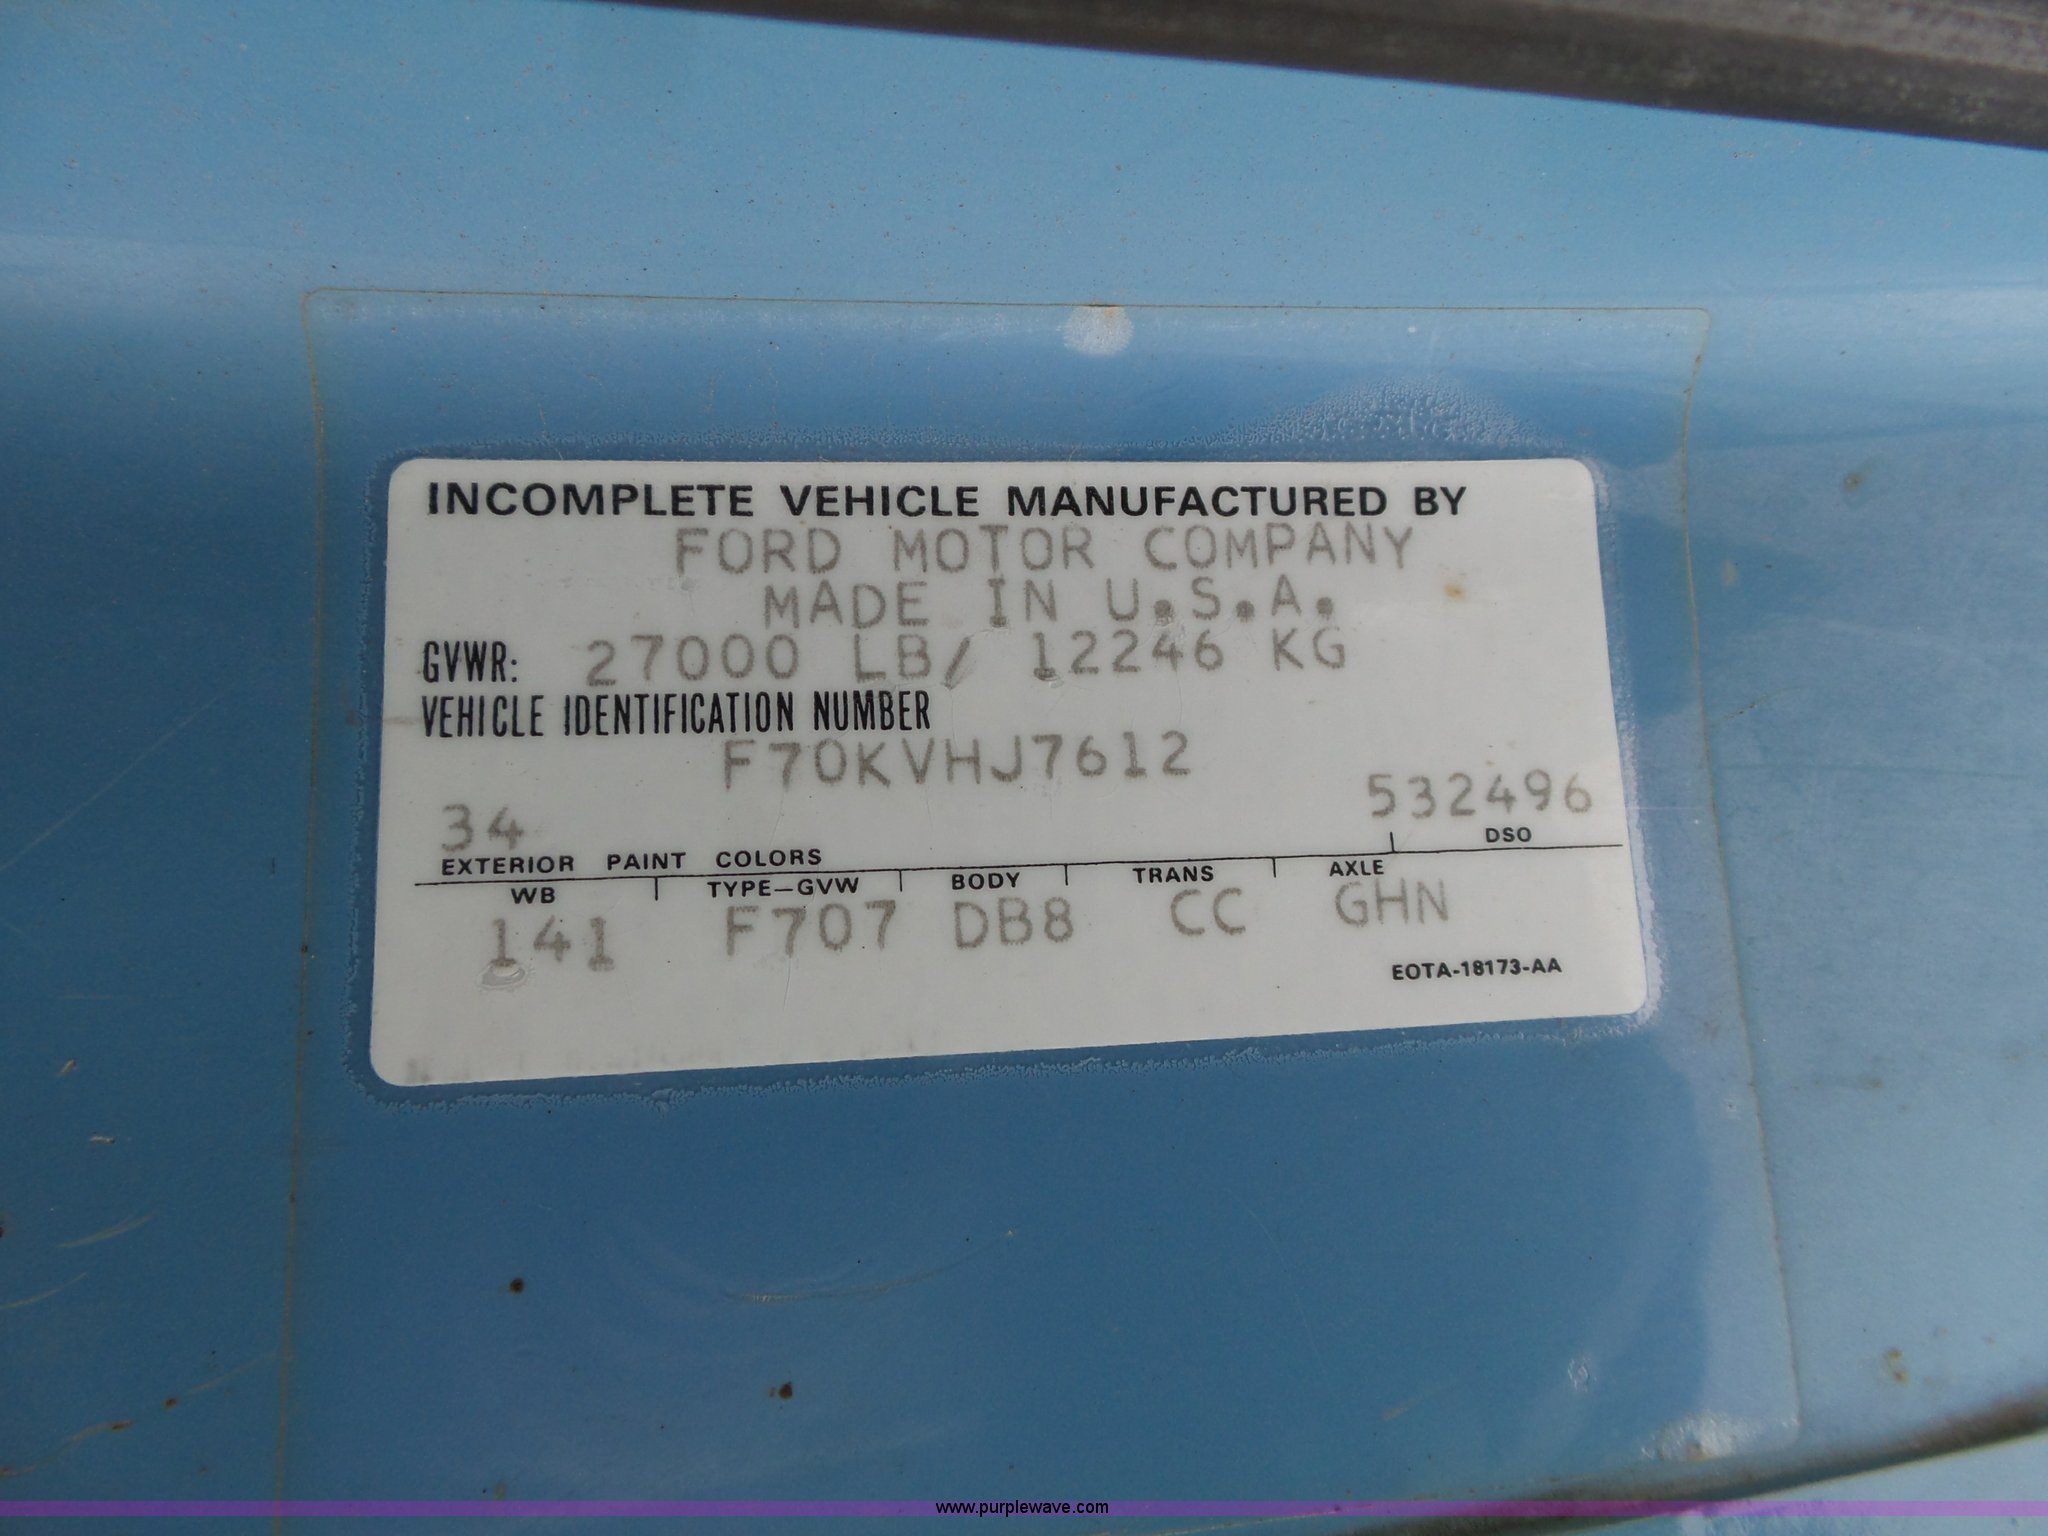 INCOMPLETE VEHICLE MANUFACTURED BY
FORD MOTOR COMPANY
MADE IN U.S.A.
GVWR: 27000 LB/ 12246 KG
VEHICLE IDENTIFICATION NUMBER
F70KVHJ7612
34 532496
EXTERIOR PAINT COLORS DSO
WB TYPE-GVW BODY TRANS AXLE
141 F707 DB8 CC GHN
EOTA-18173-AA
www.purplewave.com